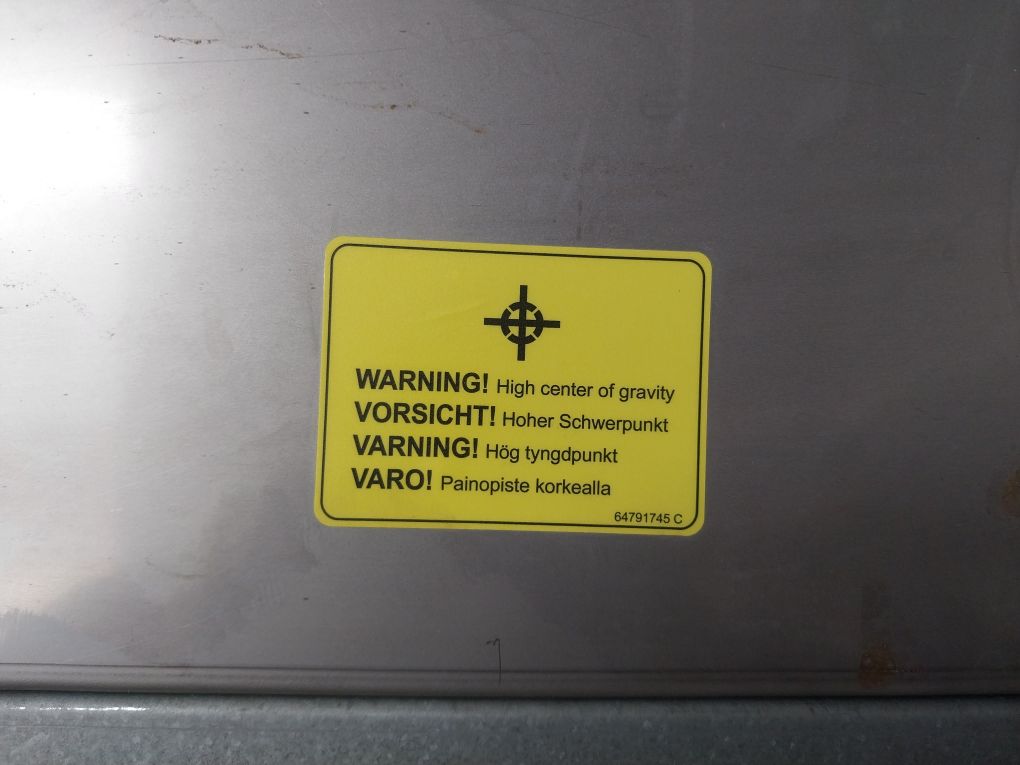 WARNING! High center of gravity
VORSICHT! Hoher Schwerpunkt
VARNING! Hög tyngdpunkt
VARO! Painopiste korkealla
64791745 C